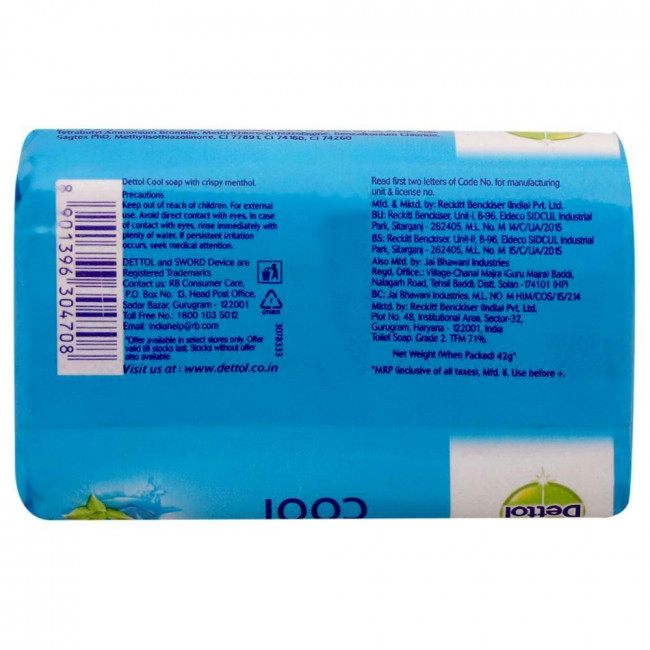 Tetrabutyl Ammonium Bromide, Methylchloroisothiazolinone, Benzalkonium Chloride,
Sagtex PhD, Methylisothiazolinone, CI 77891, CI 74160, CI 74260
Dettol Cool soap with crispy menthol.
Precautions
Keep out of reach of children. For external
use. Avoid direct contact with eyes. In case
of contact with eyes, rinse immediately with
plenty of water. If persistent irritation
occurs, seek medical attention.
DETTOL and SWORD Device are
Registered Trademarks.
Contact us: RB Consumer Care,
P.O. Box No. 13, Head Post Office,
Sadar Bazar, Gurugram - 122001
Toll Free No.: 1800 103 5012
Email: indiahelp@rb.com
*Offer available in select stores only. Offer
valid till stocks last. Stocks without offer
also available.
Visit us at : www.dettol.co.in
8 901396 304708
3078333
Read first two letters of Code No. for manufacturing
unit & license no.
Mfd. & Mktd. by: Reckitt Benckiser (India) Pvt. Ltd.
BU: Reckitt Benckiser, Unit-I, B-96, Eldeco SIDCUL Industrial
Park, Sitarganj - 262405, M.L. No. M 14/C/UA/2015
BS: Reckitt Benckiser, Unit-II, B-96, Eldeco SIDCUL Industrial
Park, Sitarganj - 262405, M.L. No. M 15/C/UA/2015
Also Mfd. by: Jai Bhawani Industries
Regd. Office.: Village-Chanal Majra (Guru Majra) Baddi,
Nalagarh Road, Tehsil Baddi, Distt. Solan - 174101 (HP)
BC: Jai Bhawani Industries, M.L. NO. M HIM/COS/15/214
Mktd. by: Reckitt Benckiser (India) Pvt. Ltd.
Plot No. 48, Institutional Area, Sector-32,
Gurugram, Haryana - 122001, India
Toilet Soap. Grade 2. TFM 71%.
Net Weight (When Packed) 42g^
^MRP (inclusive of all taxes), Mfd. ll. Use before +.
Cool
Dettol